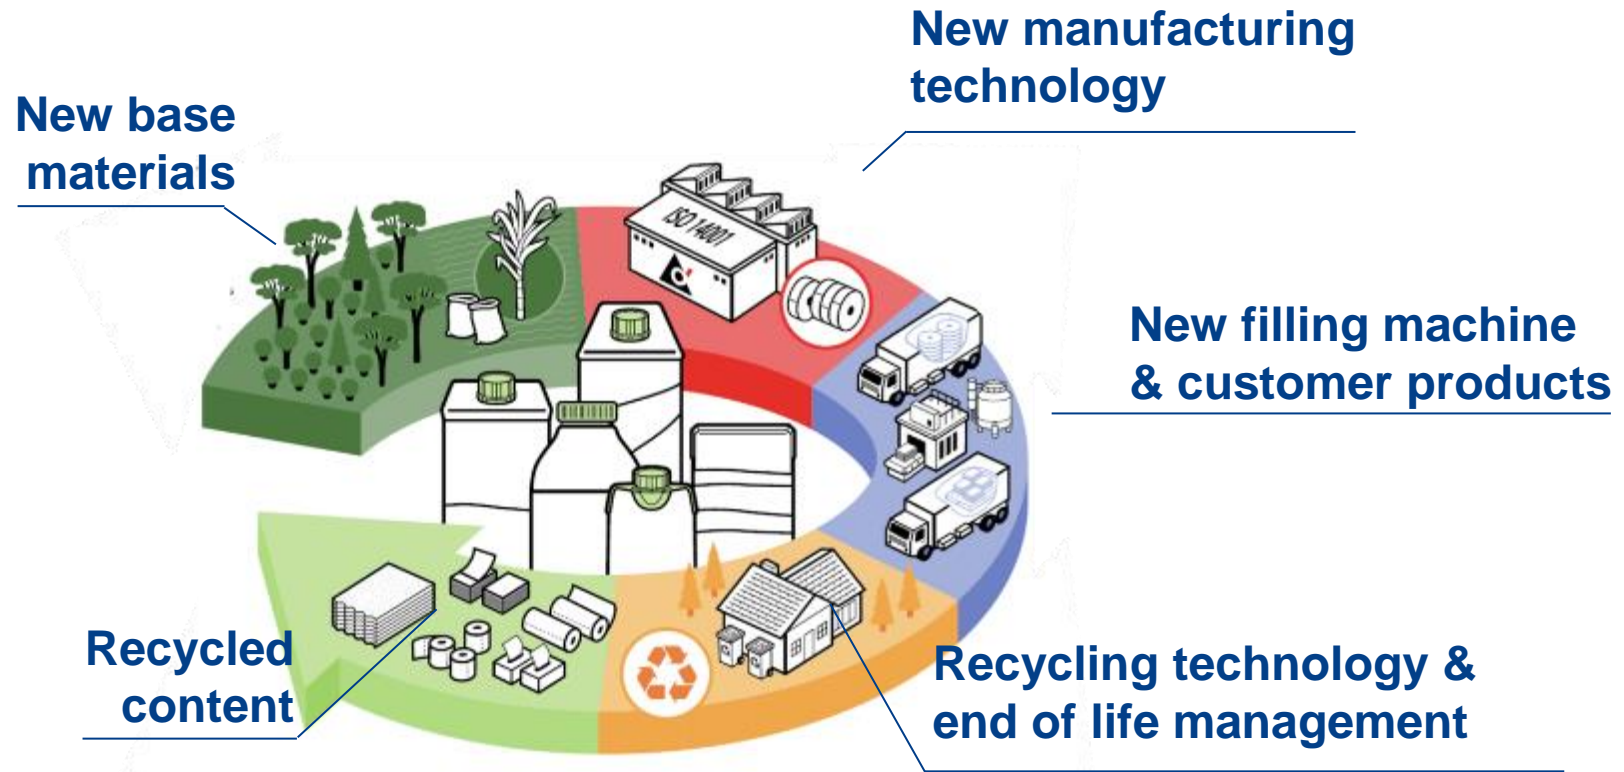 New manufacturing
technology
New base
materials
ISO 14001
New filling machine
& customer products
Recycled
content
Recycling technology &
end of life management